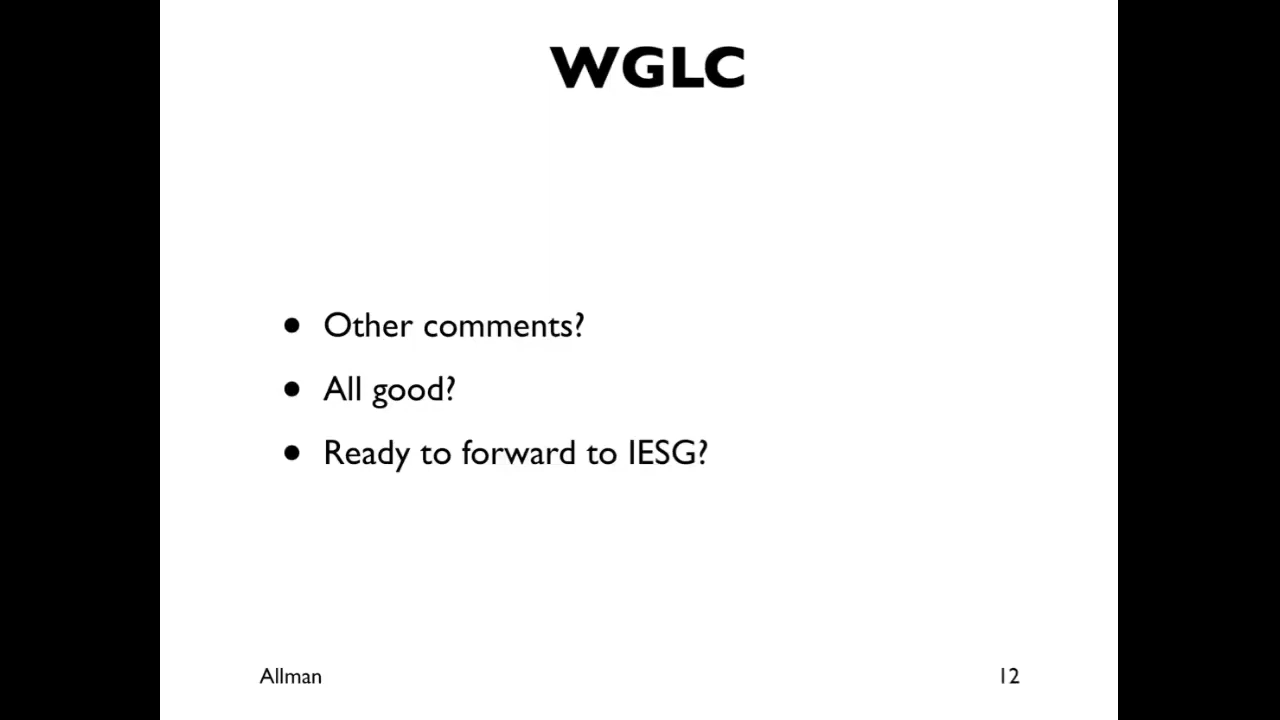 WGLC
• Other comments?
• All good?
• Ready to forward to IESG?
Allman
12